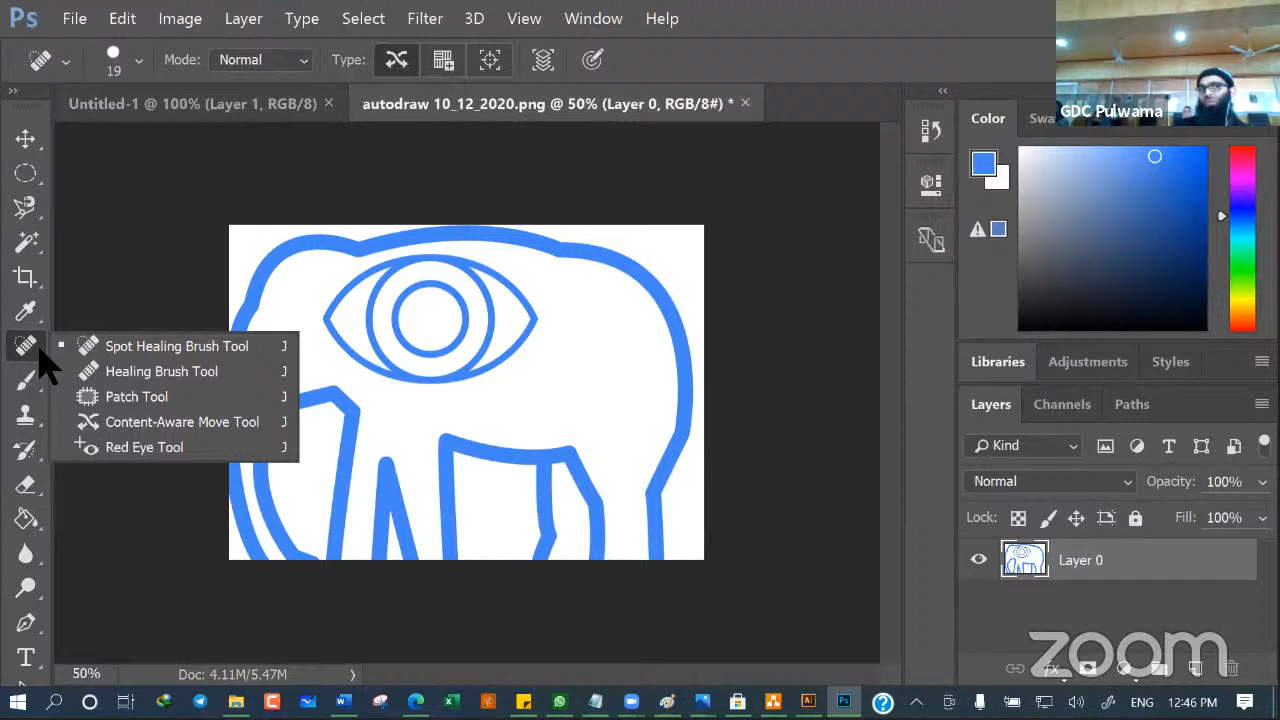 Ps File Edit Image Layer Type Select Filter 3D View Window Help
19 Mode: Normal Type:
GDC Pulwama
Untitled-1 @ 100% (Layer 1, RGB/8) × autodraw 10_12_2020.png @ 50% (Layer 0, RGB/8#) * ×
Color Swa
Spot Healing Brush Tool J
Healing Brush Tool J
Patch Tool J
Content-Aware Move Tool J
Red Eye Tool J
Libraries Adjustments Styles
Layers Channels Paths
Kind
Normal Opacity: 100%
Lock: Fill: 100%
Layer 0
50% Doc: 4.11M/5.47M
zoom
ENG 12:46 PM